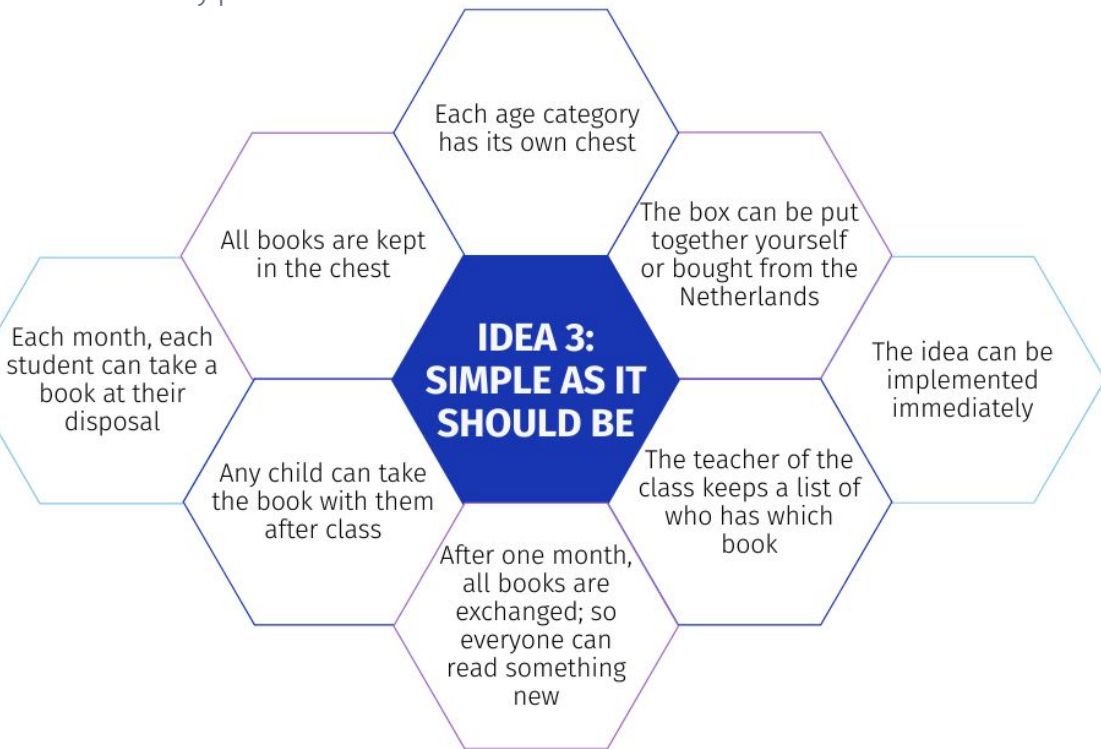 Each age category
has its own chest
All books are kept
in the chest
The box can be put
together yourself
or bought from the
Netherlands
Each month, each
student can take a
book at their
disposal
IDEA 3:
SIMPLE AS IT
SHOULD BE
The idea can be
implemented
immediately
Any child can take
the book with them
after class
The teacher of the
class keeps a list of
who has which
book
After one month,
all books are
exchanged; so
everyone can
read something
new